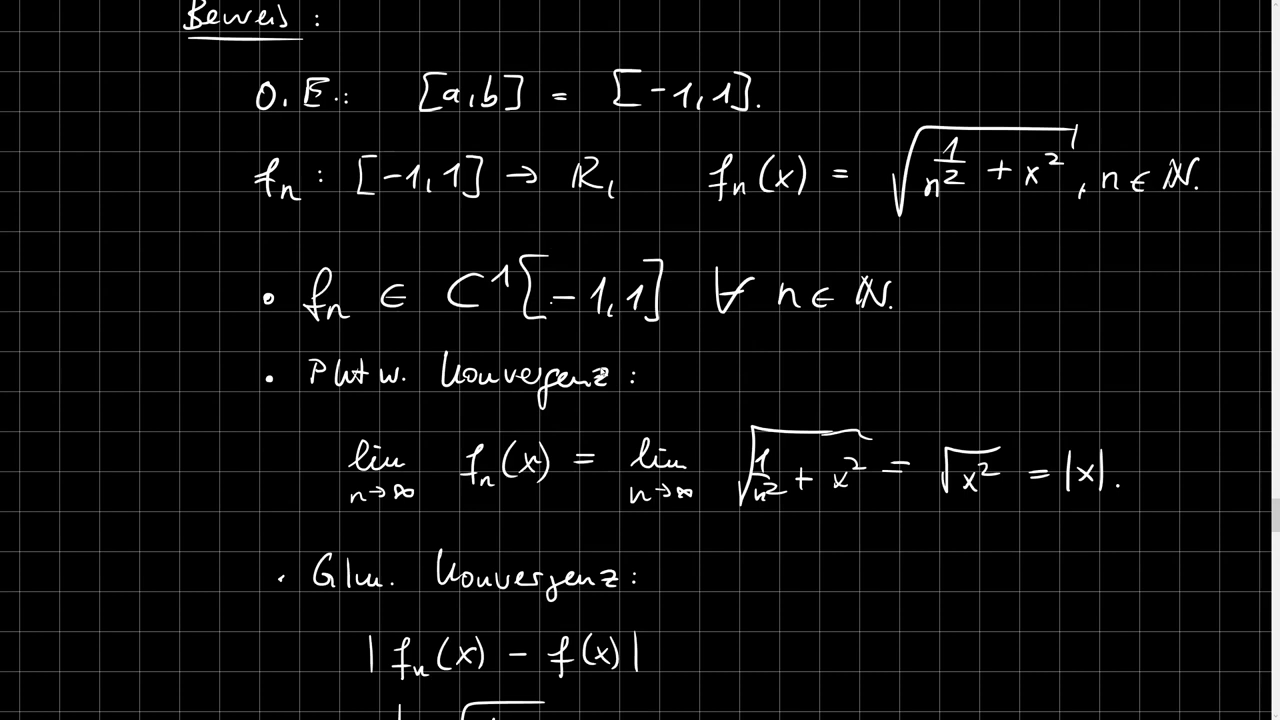 Beweis :
O.E.: [a,b] = [-1,1].
fₙ : [-1,1] → ℝ, fₙ(x) = √(1/n² + x²), n ∈ ℕ.
• fₙ ∈ C¹[-1,1] ∀ n ∈ ℕ.
• Pktw. Konvergenz :
lim n→∞ fₙ(x) = lim n→∞ √(1/n² + x²) = √x² = |x|.
• Glm. Konvergenz :
| fₙ(x) - f(x) |